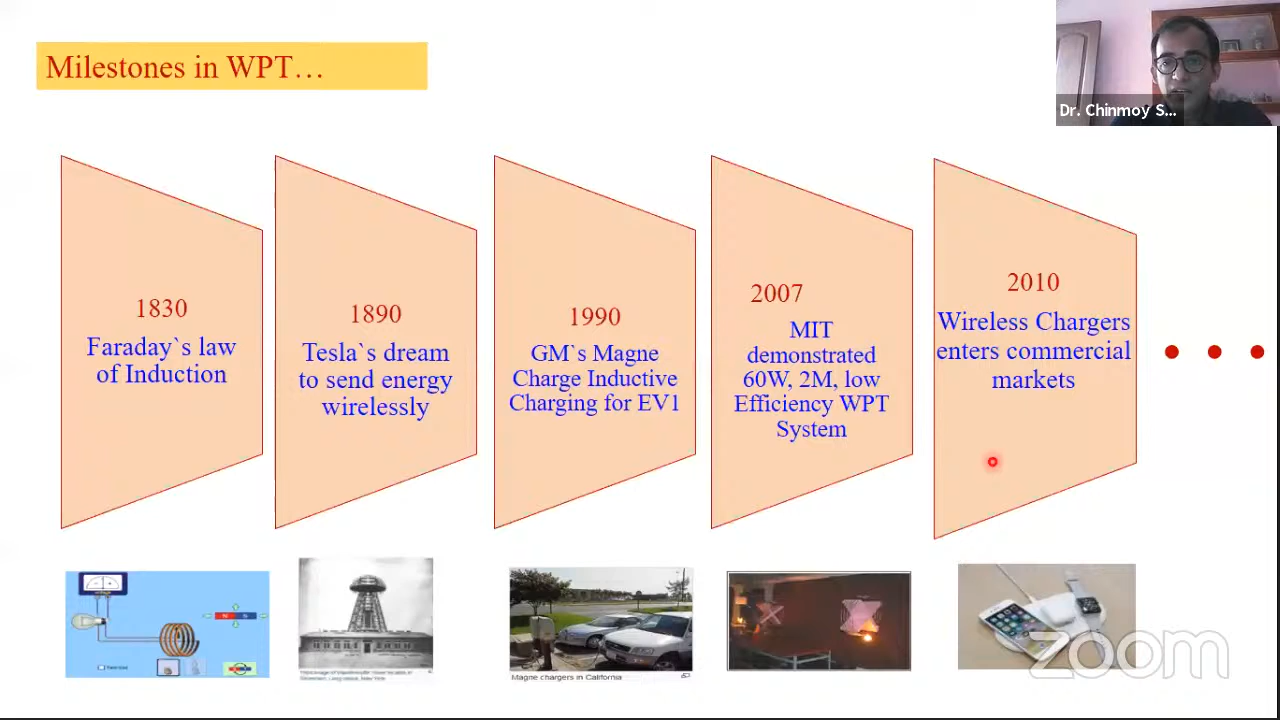 Milestones in WPT…
Dr. Chinmoy S...
1830
Faraday`s law
of Induction
1890
Tesla`s dream
to send energy
wirelessly
1990
GM`s Magne
Charge Inductive
Charging for EV1
2007
MIT
demonstrated
60W, 2M, low
Efficiency WPT
System
2010
Wireless Chargers
enters commercial
markets
Magne chargers in California
zoom